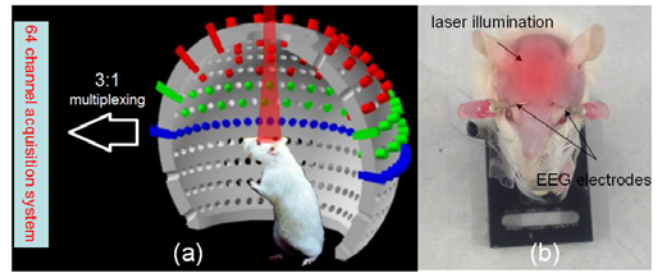 64 channel acquisition system
3:1
multiplexing
(a)
laser illumination
EEG electrodes
(b)